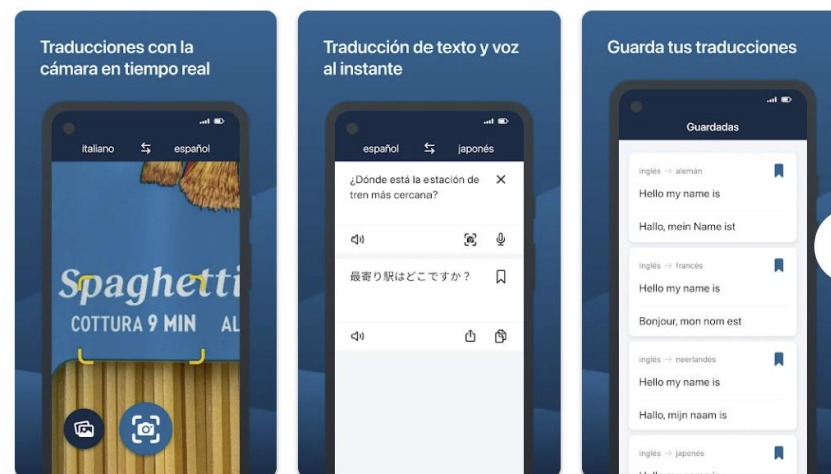 Traducciones con la
cámara en tiempo real
italiano
español
Spaghetti
COTTURA 9 MIN AL
Traducción de texto y voz
al instante
español
japonés
¿Dónde está la estación de
tren más cercana?
最寄り駅はどこですか？
Guarda tus traducciones
Guardadas
inglés → alemán
Hello my name is
Hallo, mein Name ist
inglés → francés
Hello my name is
Bonjour, mon nom est
inglés → neerlandés
Hello my name is
Hallo, mijn naam is
inglés → japonés